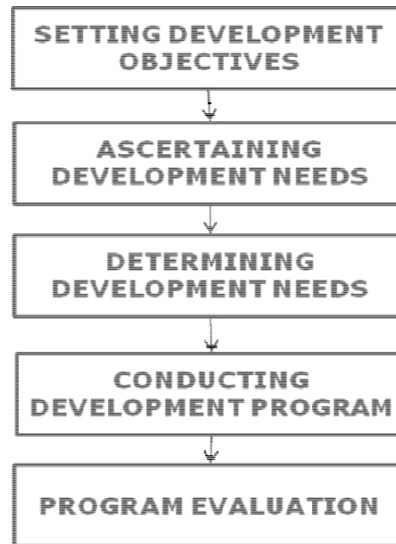 SETTING DEVELOPMENT
OBJECTIVES
ASCERTAINING
DEVELOPMENT NEEDS
DETERMINING
DEVELOPMENT NEEDS
CONDUCTING
DEVELOPMENT PROGRAM
PROGRAM EVALUATION